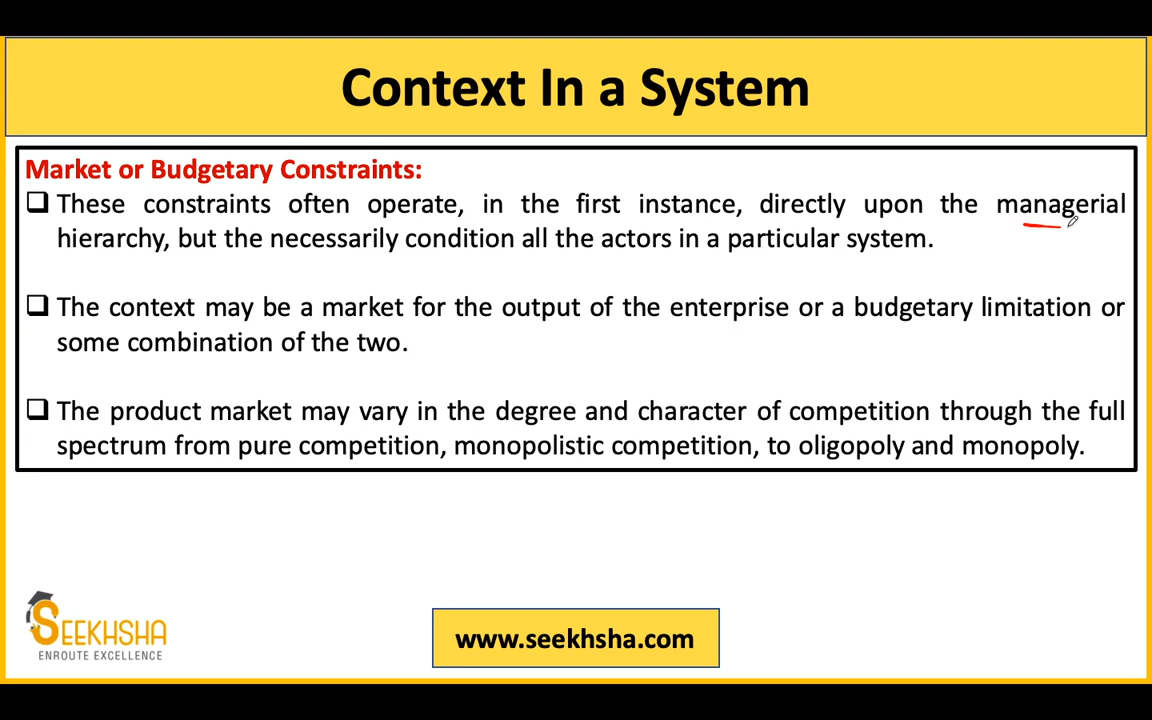 Context In a System
Market or Budgetary Constraints:
These constraints often operate, in the first instance, directly upon the managerial
hierarchy, but the necessarily condition all the actors in a particular system.
The context may be a market for the output of the enterprise or a budgetary limitation or
some combination of the two.
The product market may vary in the degree and character of competition through the full
spectrum from pure competition, monopolistic competition, to oligopoly and monopoly.
SEEKHSHA
ENROUTE EXCELLENCE
www.seekhsha.com